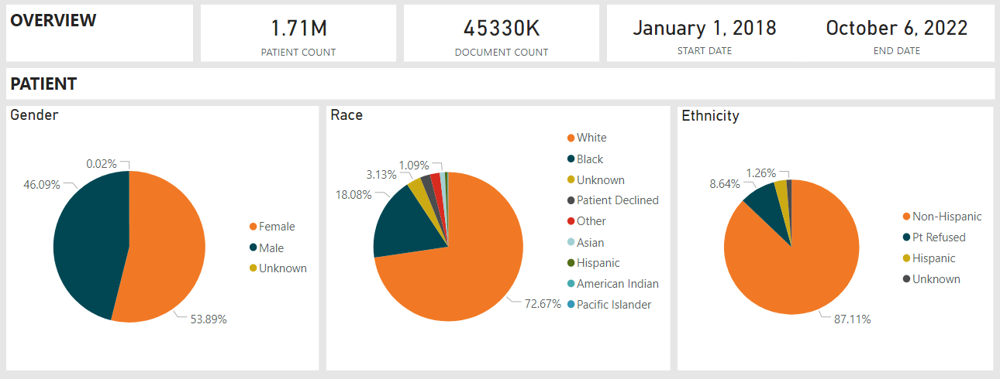 OVERVIEW
1.71M
PATIENT COUNT
45330K
DOCUMENT COUNT
January 1, 2018
START DATE
October 6, 2022
END DATE
PATIENT
Gender
0.02%
46.09%
53.89%
Female
Male
Unknown
Race
1.09%
3.13%
18.08%
72.67%
White
Black
Unknown
Patient Declined
Other
Asian
Hispanic
American Indian
Pacific Islander
Ethnicity
1.26%
8.64%
87.11%
Non-Hispanic
Pt Refused
Hispanic
Unknown